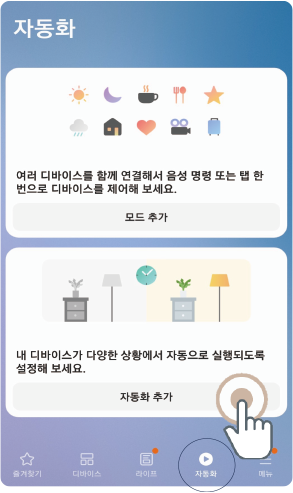 자동화
여러 디바이스를 함께 연결해서 음성 명령 또는 탭 한
번으로 디바이스를 제어해 보세요.
모드 추가
내 디바이스가 다양한 상황에서 자동으로 실행되도록
설정해 보세요.
자동화 추가
즐겨찾기 디바이스 라이프 자동화 메뉴